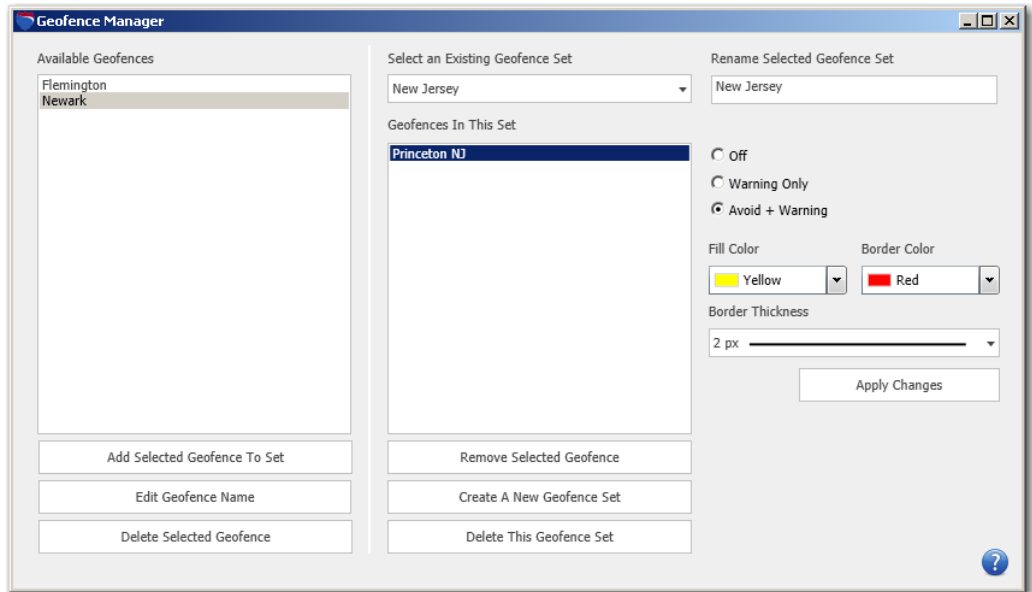 Geofence Manager
Available Geofences
Flemington
Newark
Add Selected Geofence To Set
Edit Geofence Name
Delete Selected Geofence
Select an Existing Geofence Set
New Jersey
Geofences In This Set
Princeton NJ
Remove Selected Geofence
Create A New Geofence Set
Delete This Geofence Set
Rename Selected Geofence Set
New Jersey
Off
Warning Only
Avoid + Warning
Fill Color
Border Color
Yellow
Red
Border Thickness
2 px
Apply Changes
?